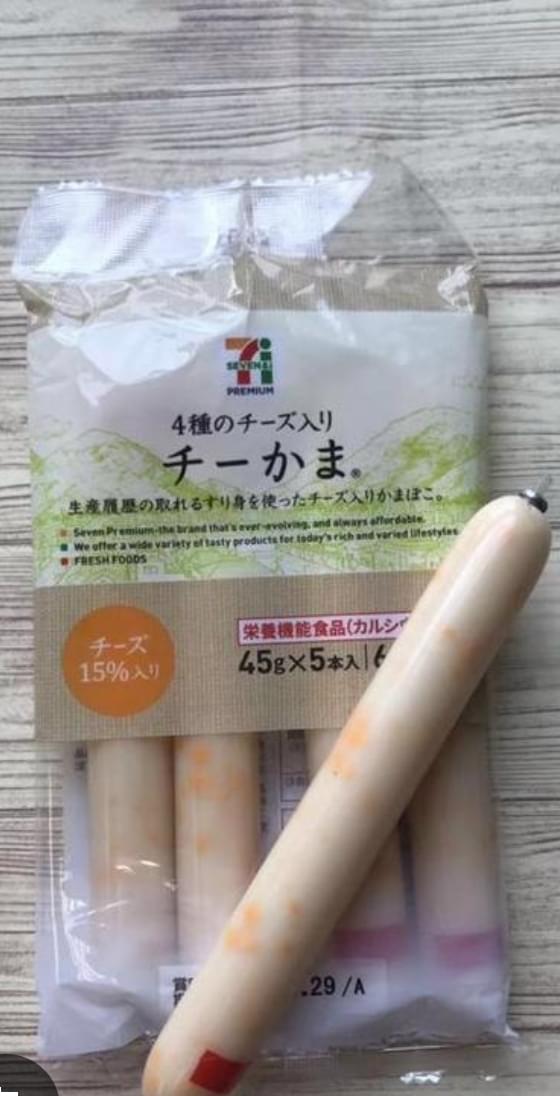 SEVEN&i
PREMIUM
4種のチーズ入り
チーかま®
生産履歴の取れるすり身を使ったチーズ入りかまぼこ。
Seven Premium-the brand that's ever-evolving, and always affordable.
We offer a wide variety of tasty products for today's rich and varied lifestyles.
FRESH FOODS
チーズ
15%入り
栄養機能食品(カルシ
45g×5本入
.29/A